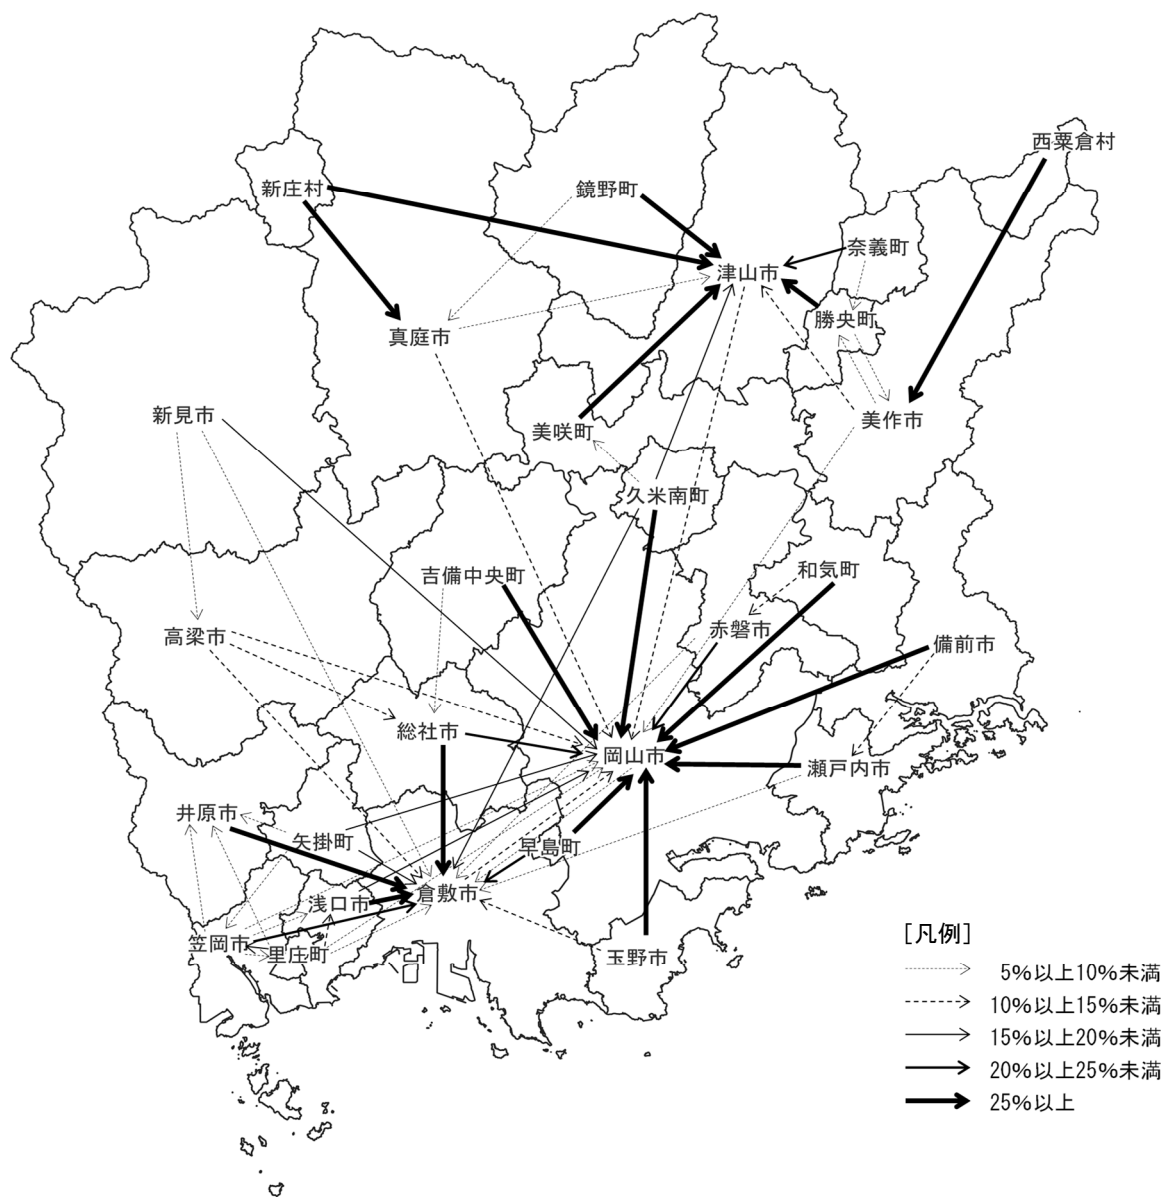 西粟倉村
新庄村
鏡野町
奈義町
津山市
勝央町
真庭市
新見市
美咲町
美作市
久米南町
吉備中央町
和気町
高梁市
赤磐市
備前市
総社市
岡山市
瀬戸内市
井原市
矢掛町
早島町
浅口市
倉敷市
笠岡市
里庄町
玉野市
[凡例]
5%以上10%未満
10%以上15%未満
15%以上20%未満
20%以上25%未満
25%以上